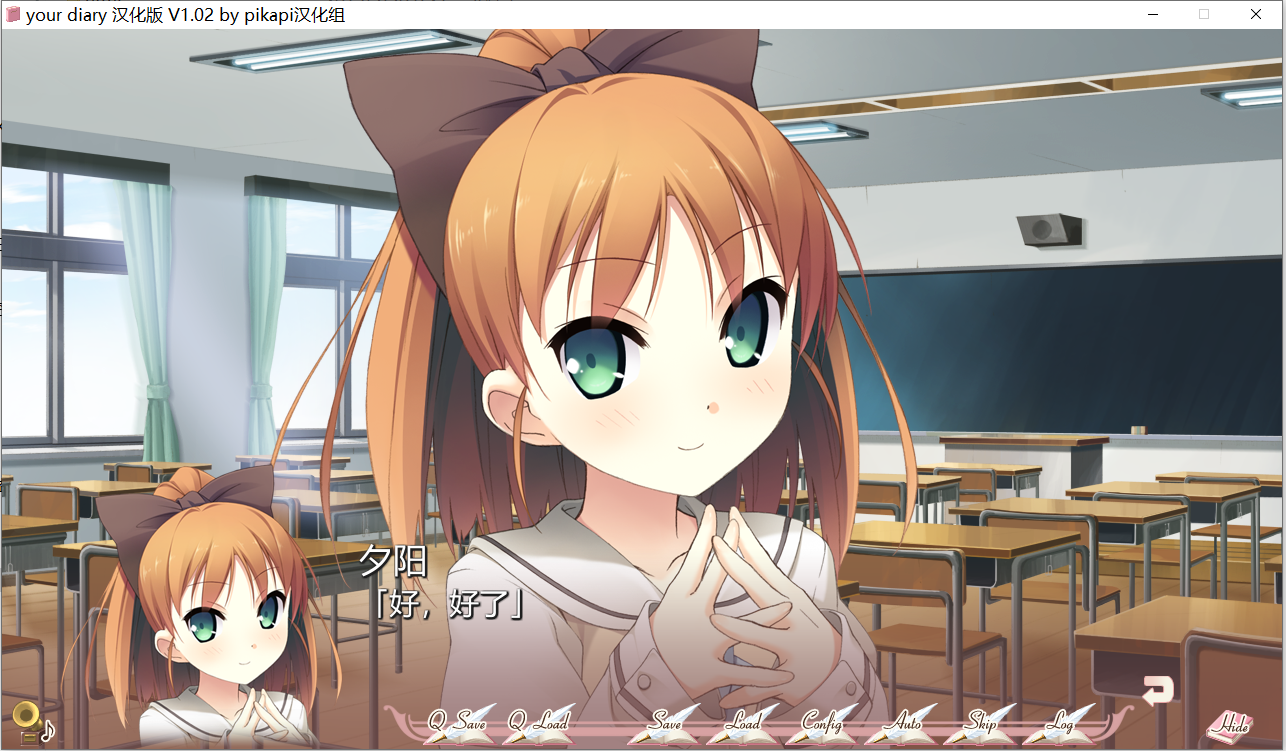 your diary 汉化版 V1.02 by pikapi汉化组
夕阳
「好，好了」
Q.Save Q.Load Save Load Config Auto Skip Log Hide